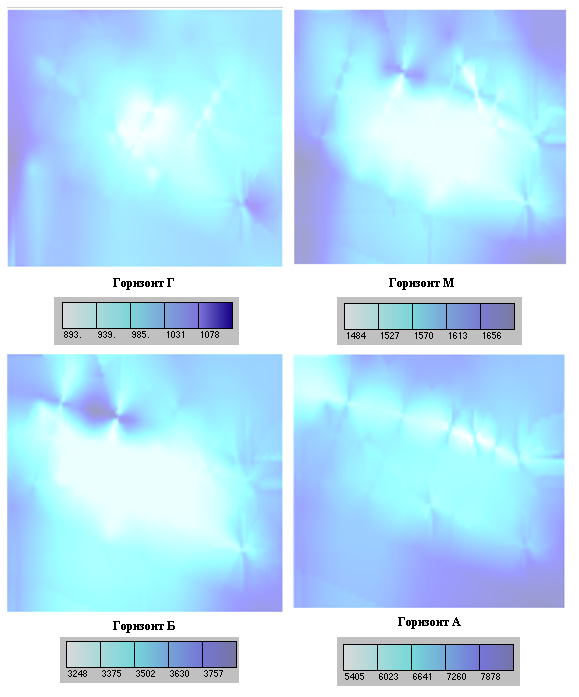 Горизонт Г
893. 939. 985. 1031 1078
Горизонт М
1484 1527 1570 1613 1656
Горизонт Б
3248 3375 3502 3630 3757
Горизонт А
5405 6023 6641 7260 7878